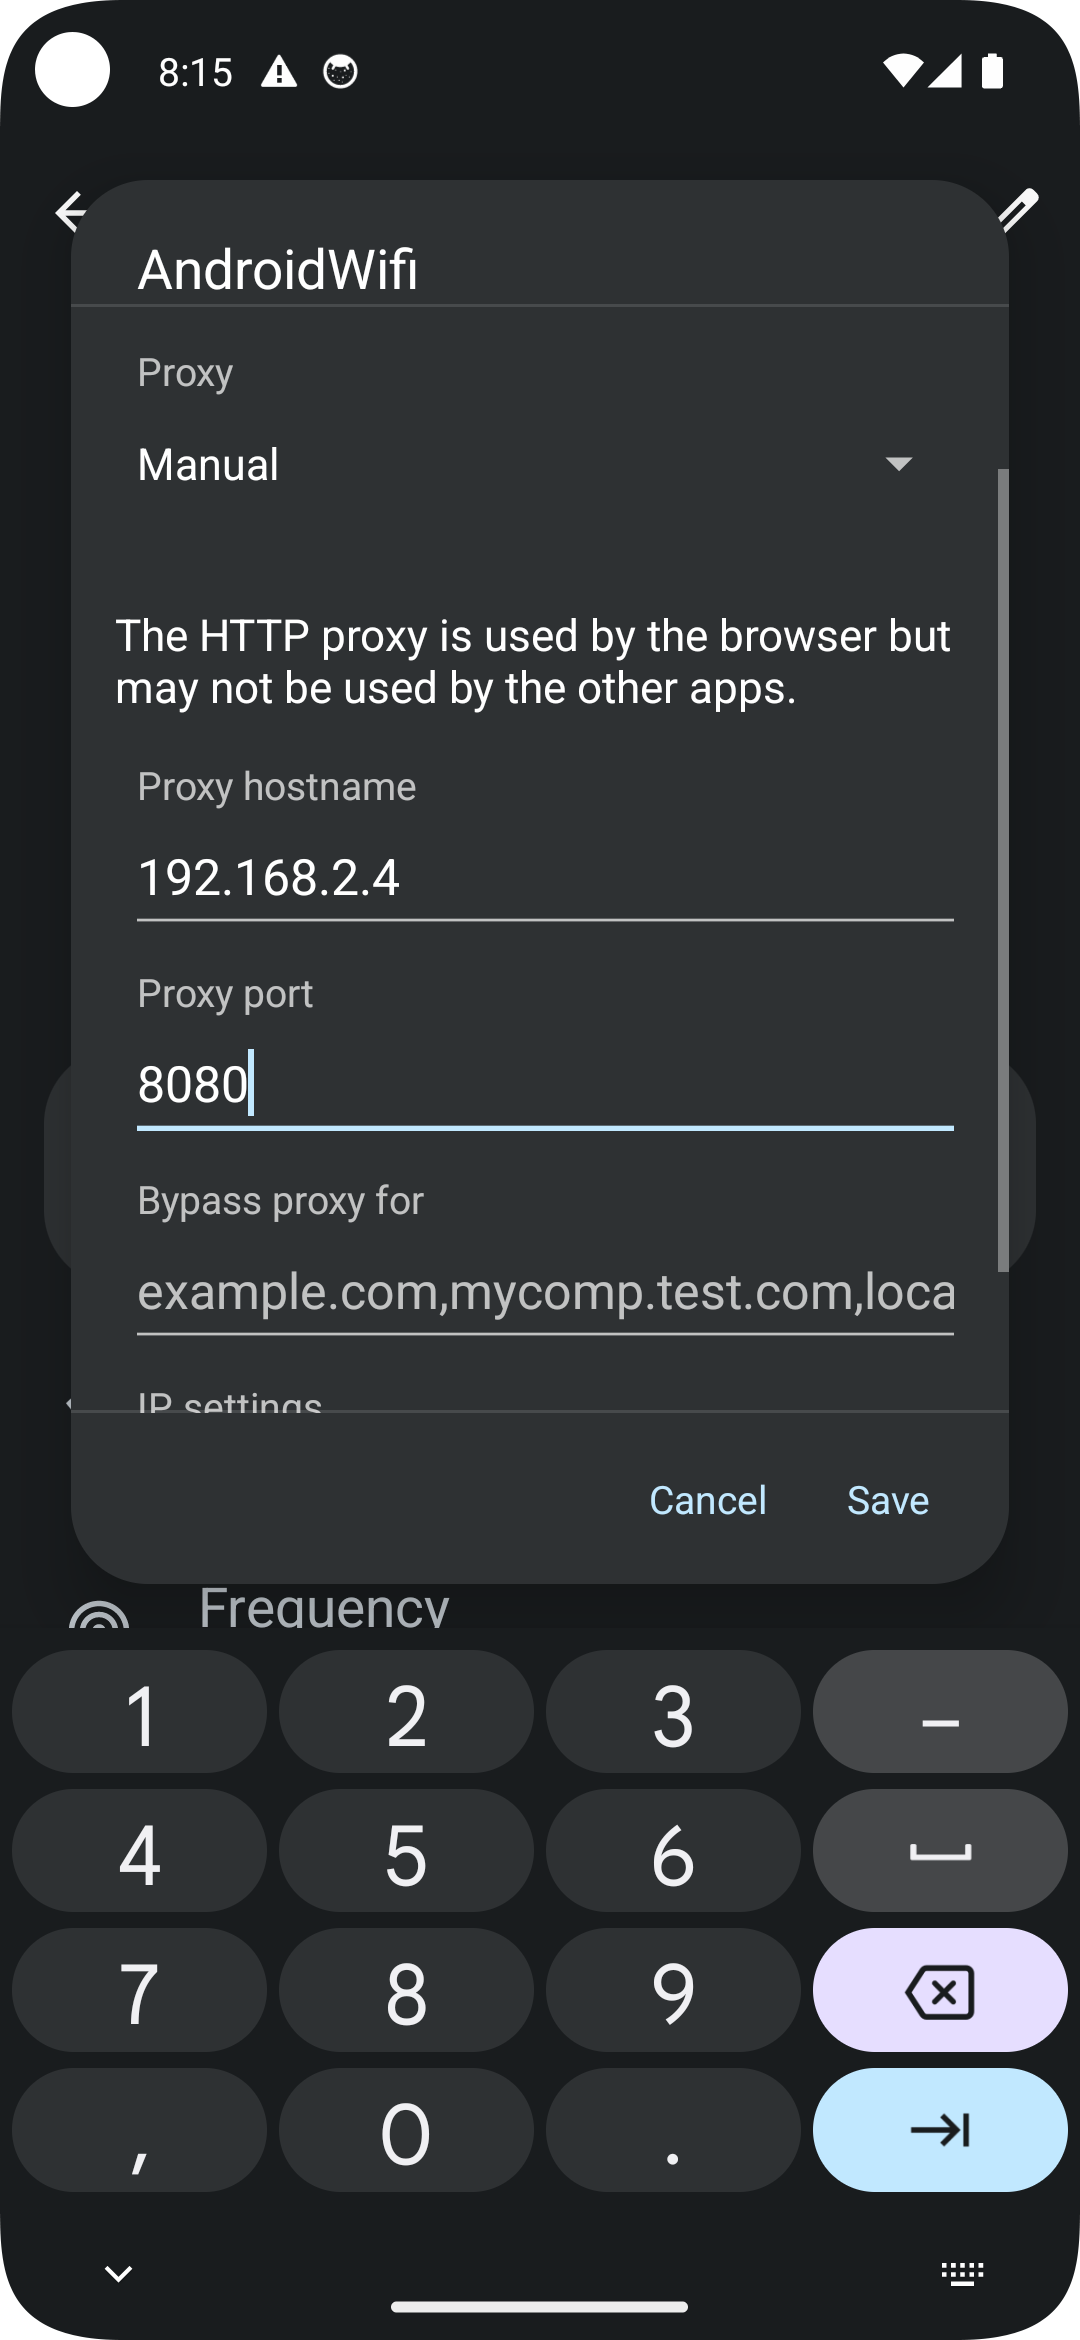 8:15
AndroidWifi
Proxy
Manual
The HTTP proxy is used by the browser but
may not be used by the other apps.
Proxy hostname
192.168.2.4
Proxy port
8080
Bypass proxy for
example.com,mycomp.test.com,loca
IP settings
Cancel Save
Frequency
1 2 3 –
4 5 6
7 8 9
, 0 .